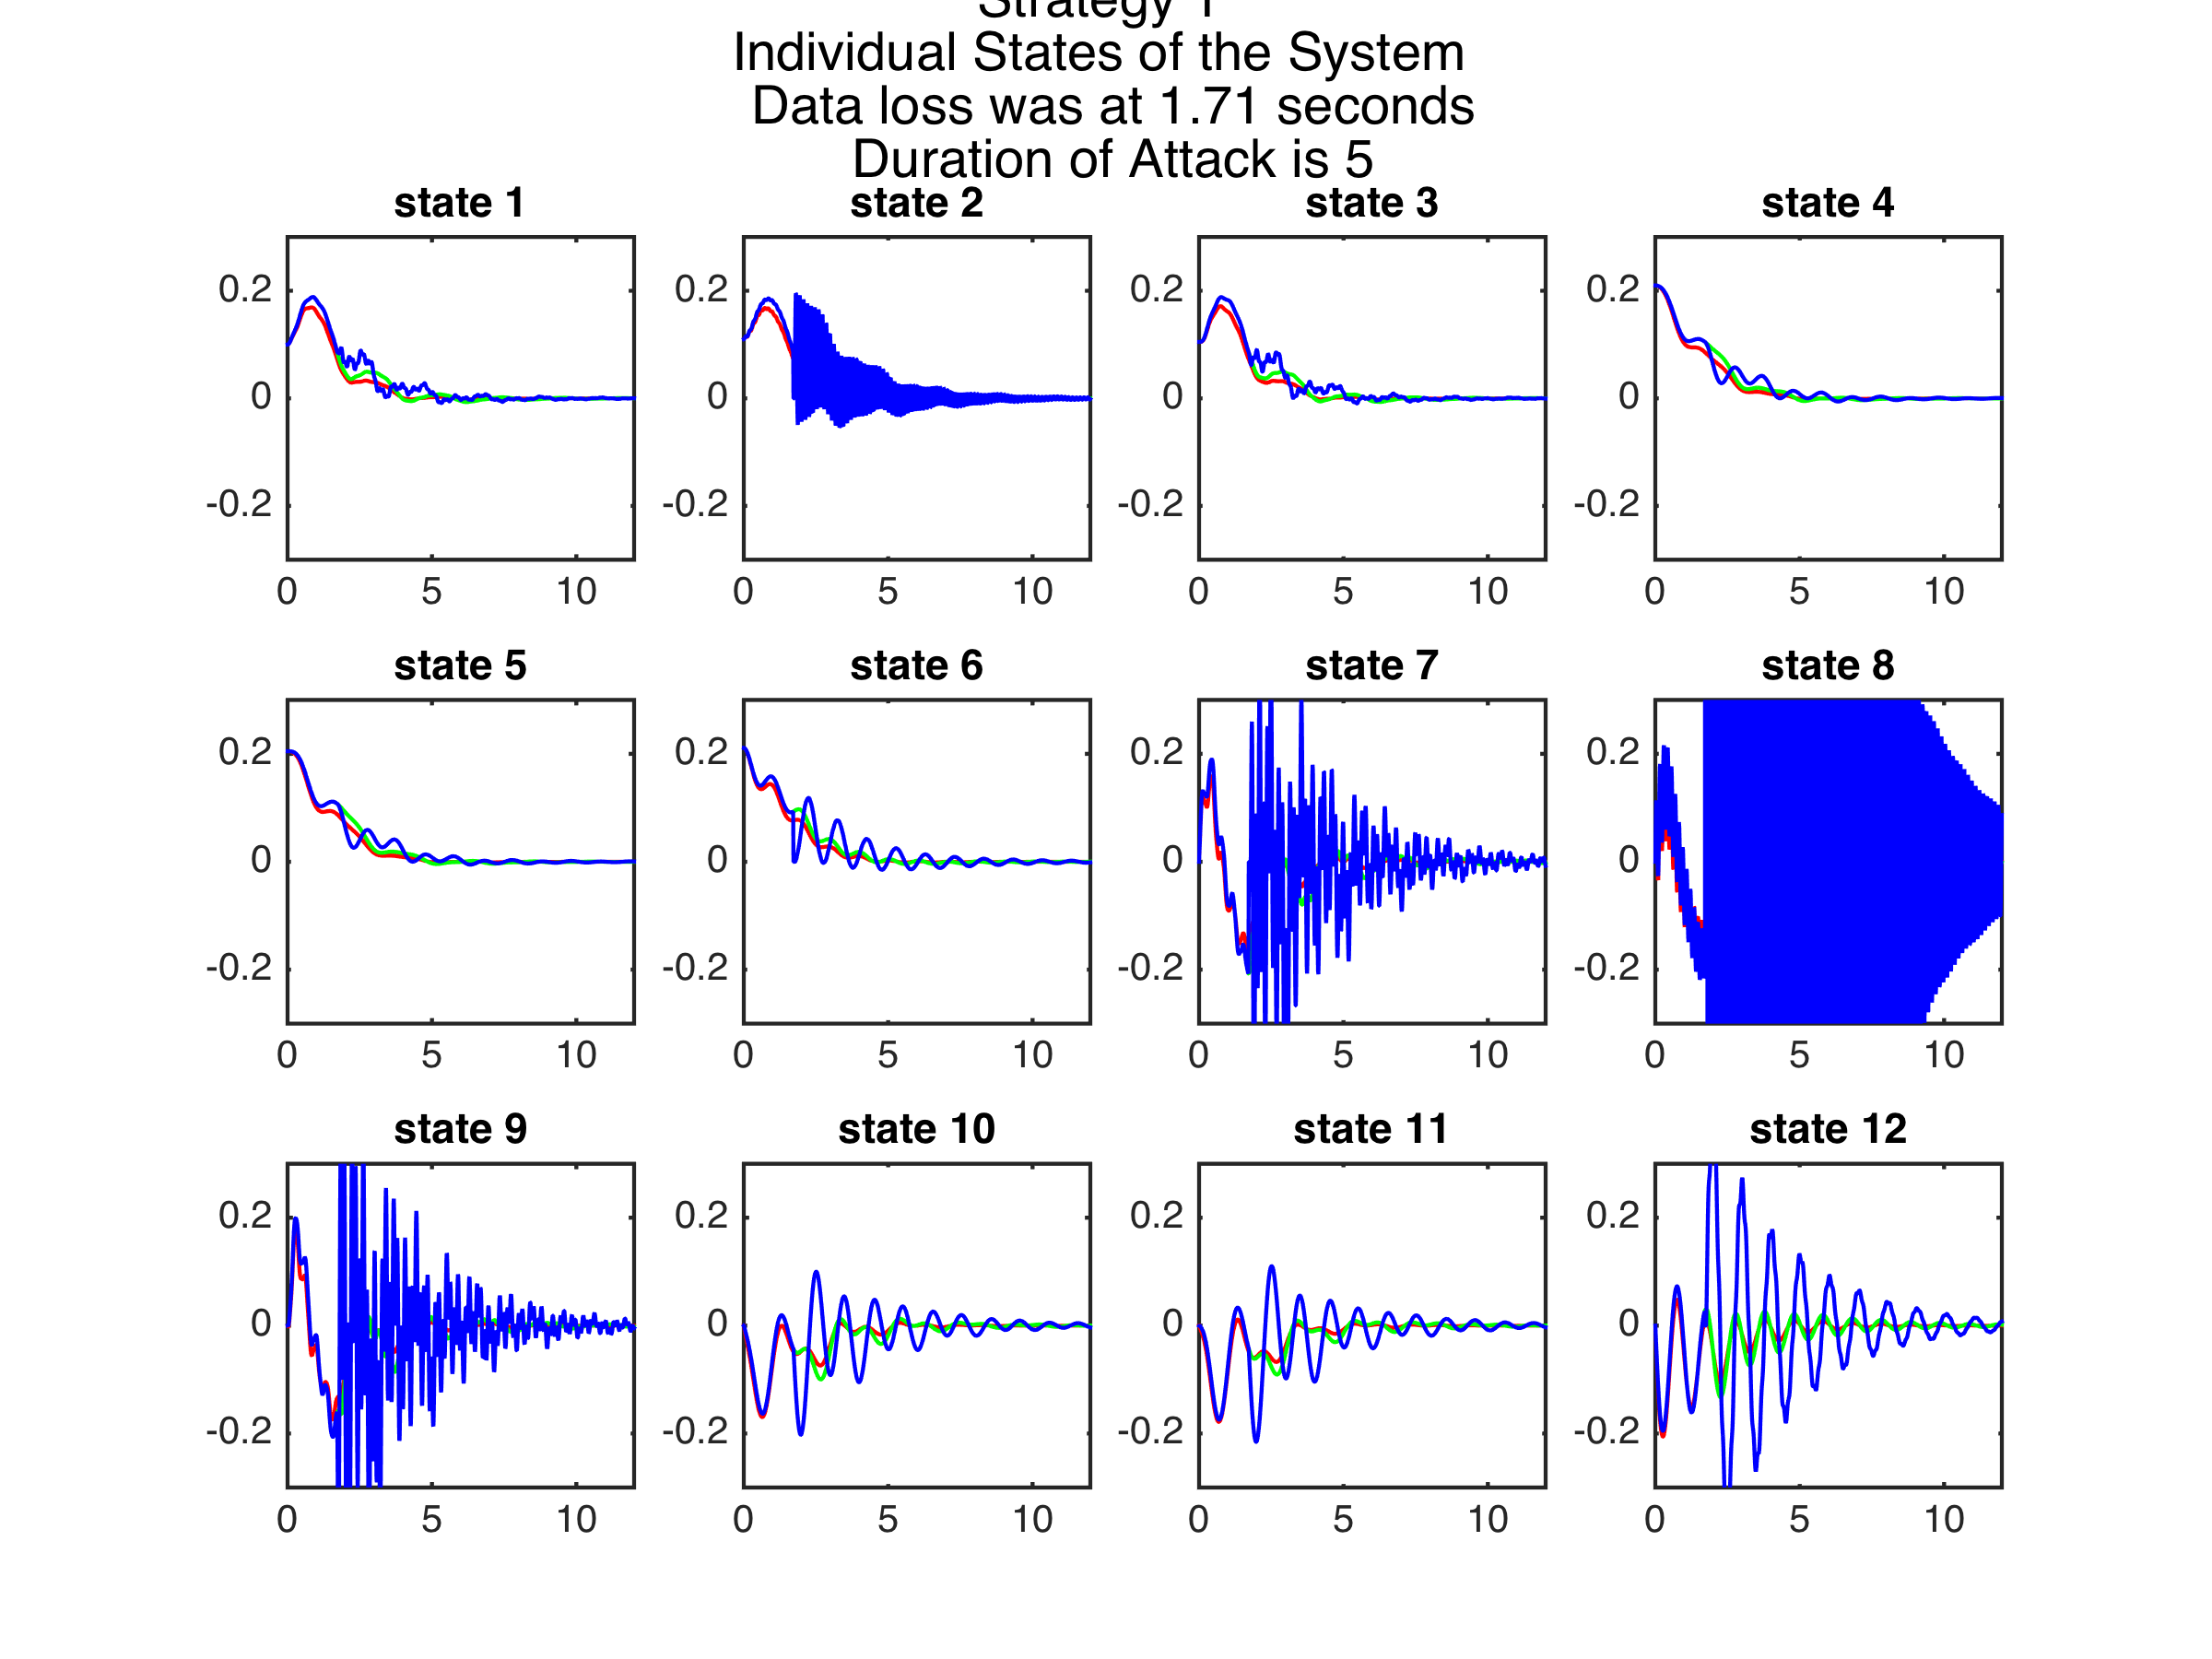 Strategy 1
Individual States of the System
Data loss was at 1.71 seconds
Duration of Attack is 5
state 1 state 2 state 3 state 4
0.2 0.2 0.2 0.2
0 0 0 0
-0.2 -0.2 -0.2 -0.2
0 5 10 0 5 10 0 5 10 0 5 10
state 5 state 6 state 7 state 8
0.2 0.2 0.2 0.2
0 0 0 0
-0.2 -0.2 -0.2 -0.2
0 5 10 0 5 10 0 5 10 0 5 10
state 9 state 10 state 11 state 12
0.2 0.2 0.2 0.2
0 0 0 0
-0.2 -0.2 -0.2 -0.2
0 5 10 0 5 10 0 5 10 0 5 10